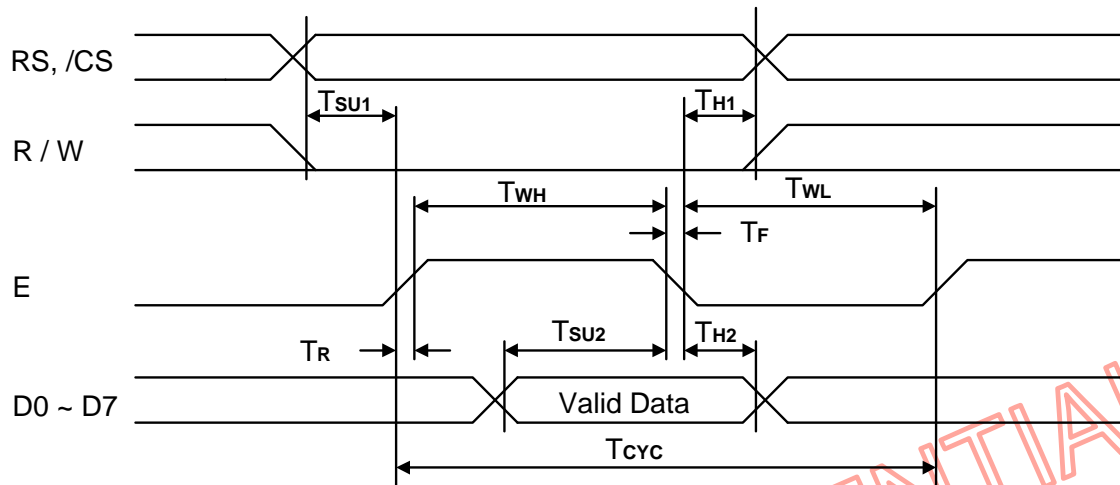 RS, /CS
TSU1
TH1
R / W
TWH
TWL
TF
E
TR
TSU2
TH2
D0 ~ D7
Valid Data
TCYC